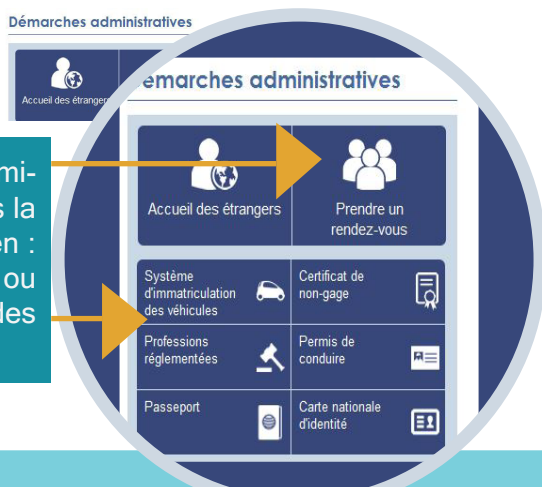 Démarches administratives
Accueil des étrangers
émarches administratives
Accueil des étrangers
Prendre un
rendez-vous
mi-
s la
en :
ou
des
Système
d'immatriculation
des véhicules
Certificat de
non-gage
Professions
réglementées
Permis de
conduire
Passeport
Carte nationale
d'identité